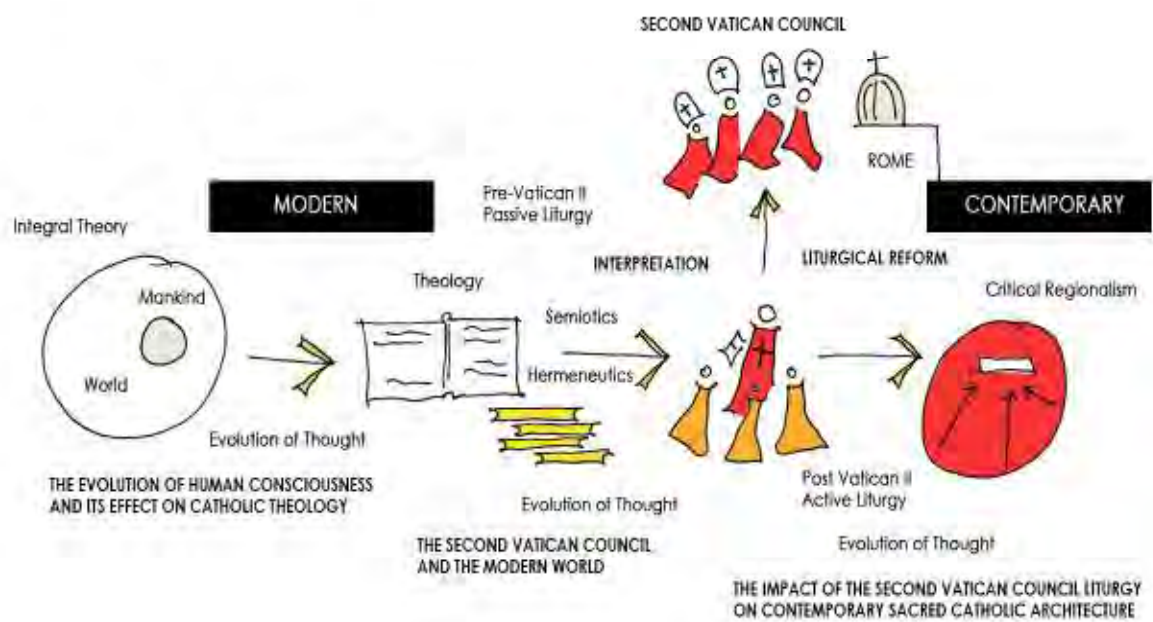 SECOND VATICAN COUNCIL
ROME
MODERN
CONTEMPORARY
Pre-Vatican II
Passive Liturgy
Integral Theory
INTERPRETATION
LITURGICAL REFORM
Theology
Critical Regionalism
Mankind
World
Semiotics
Hermeneutics
Evolution of Thought
THE EVOLUTION OF HUMAN CONSCIOUSNESS
AND ITS EFFECT ON CATHOLIC THEOLOGY
Evolution of Thought
THE SECOND VATICAN COUNCIL
AND THE MODERN WORLD
Post Vatican II
Active Liturgy
Evolution of Thought
THE IMPACT OF THE SECOND VATICAN COUNCIL LITURGY
ON CONTEMPORARY SACRED CATHOLIC ARCHITECTURE